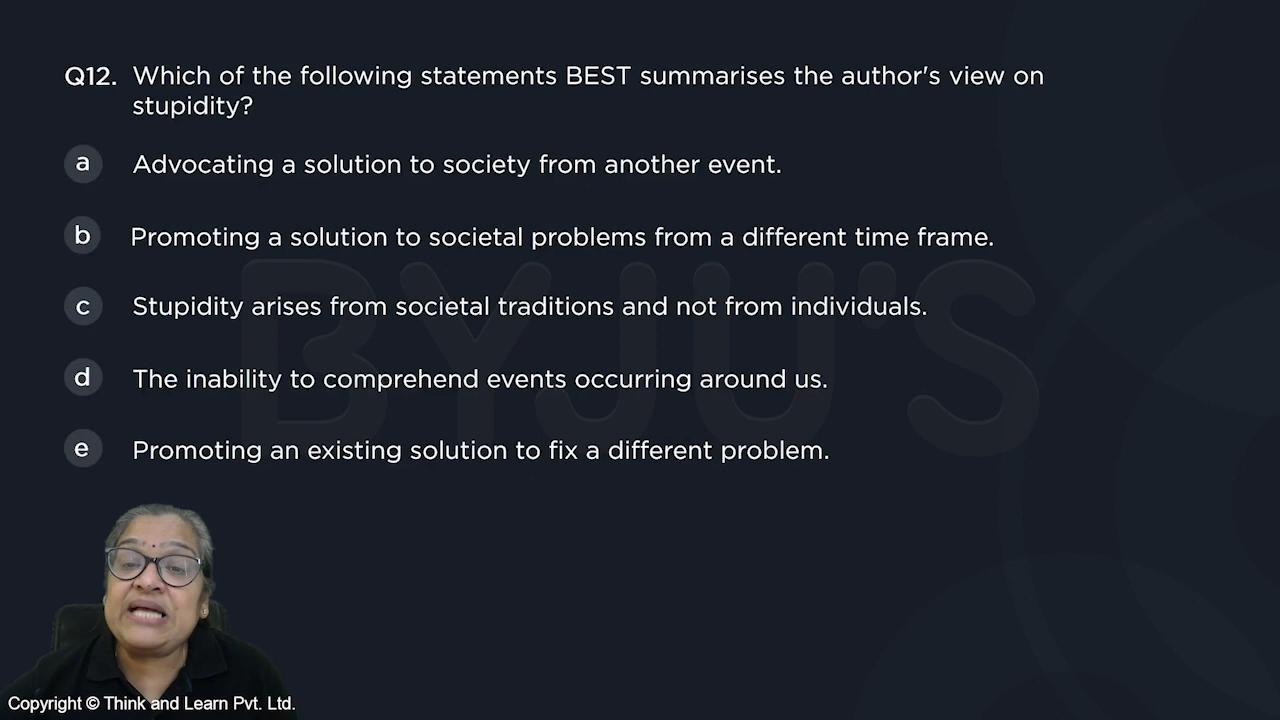 Q12. Which of the following statements BEST summarises the author's view on
stupidity?
a Advocating a solution to society from another event.
b Promoting a solution to societal problems from a different time frame.
c Stupidity arises from societal traditions and not from individuals.
d The inability to comprehend events occurring around us.
e Promoting an existing solution to fix a different problem.
BYJU'S
Copyright © Think and Learn Pvt. Ltd.